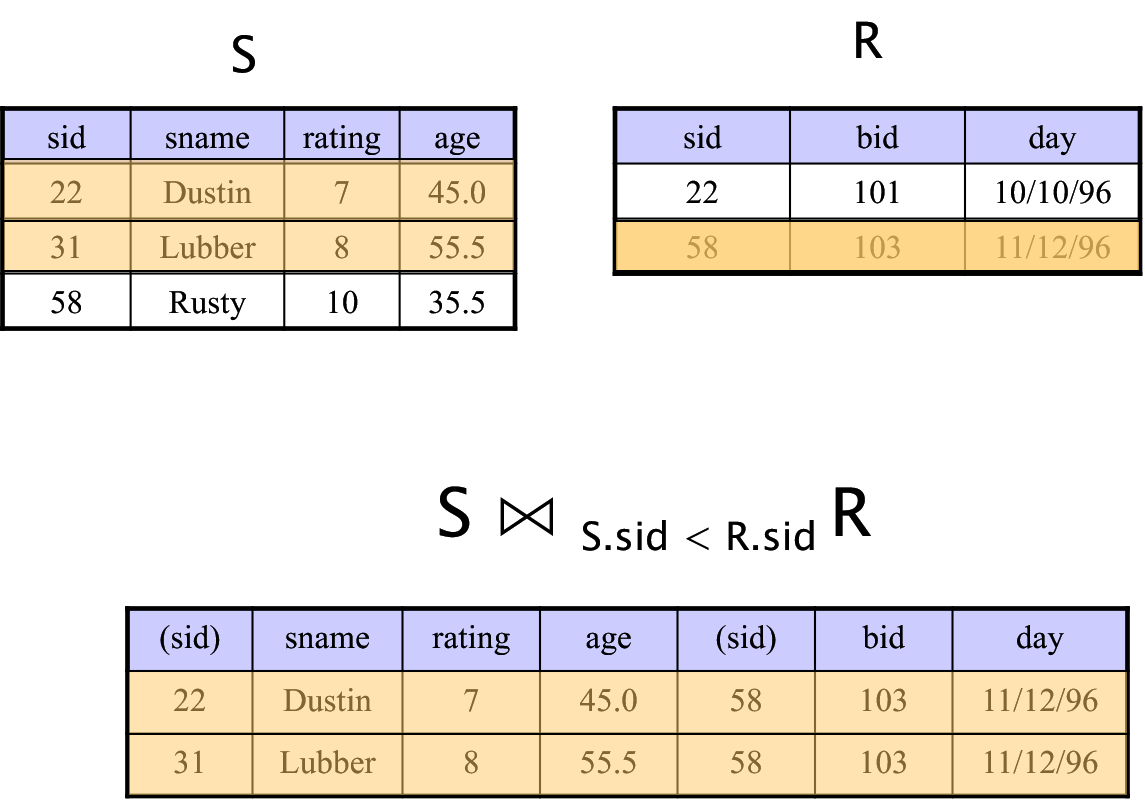 S
sid sname rating age
22 Dustin 7 45.0
31 Lubber 8 55.5
58 Rusty 10 35.5
R
sid bid day
22 101 10/10/96
58 103 11/12/96
S ⋈ S.sid < R.sid R
(sid) sname rating age (sid) bid day
22 Dustin 7 45.0 58 103 11/12/96
31 Lubber 8 55.5 58 103 11/12/96